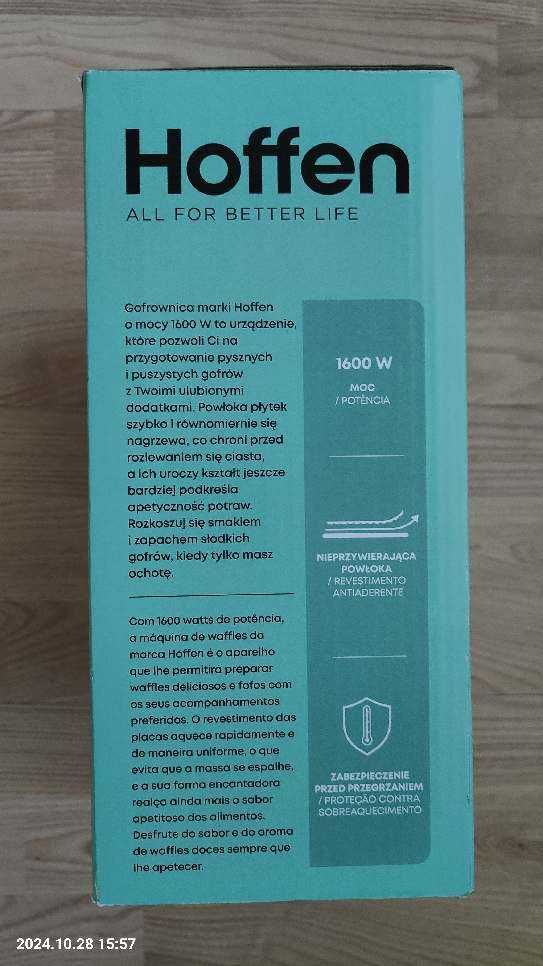 Hoffen
ALL FOR BETTER LIFE
Gofrownica marki Hoffen
o mocy 1600 W to urządzenie,
które pozwoli Ci na
przygotowanie pysznych
i puszystych gofrów
z Twoimi ulubionymi
dodatkami. Powłoka płytek
szybko i równomiernie się
nagrzewa, co chroni przed
rozlewaniem się ciasta,
a ich uroczy kształt jeszcze
bardziej podkreśla
apetyczność potraw.
Rozkoszuj się smakiem
i zapachem słodkich
gofrów, kiedy tylko masz
ochotę.
Com 1600 watts de potência,
a máquina de waffles da
marca Hoffen é o aparelho
que lhe permitira preparar
waffles deliciosos e fofos com
os seus acompanhamentos
preferidos. O revestimento das
placas aquece rapidamente e
de maneira uniforme, o que
evita que a massa se espalhe,
e a sua forma encantadora
realça ainda mais o sabor
apetitoso dos alimentos.
Desfrute do sabor e do aroma
de waffles doces sempre que
lhe apetecer.
1600 W
MOC
/ POTÊNCIA
NIEPRZYWIERAJĄCA
POWŁOKA
/ REVESTIMENTO
ANTIADERENTE
ZABEZPIECZENIE
PRZED PRZEGRZANIEM
/ PROTEÇÃO CONTRA
SOBREAQUECIMENTO
2024.10.28 15:57